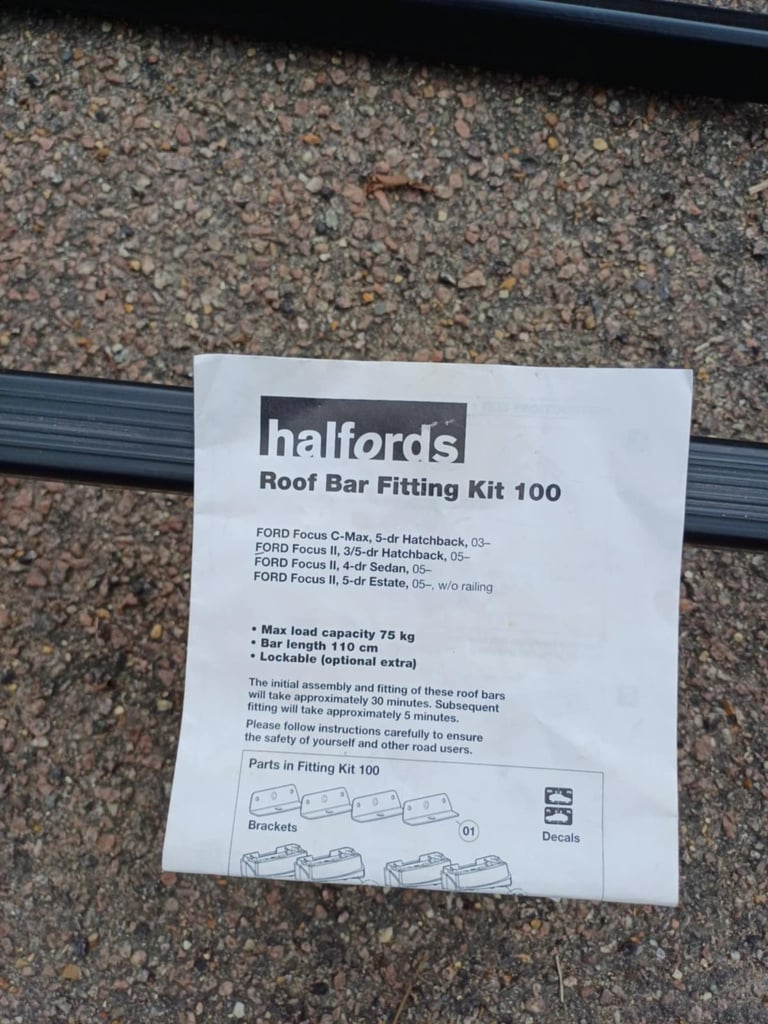 halfords
Roof Bar Fitting Kit 100
FORD Focus C-Max, 5-dr Hatchback, 03–
FORD Focus II, 3/5-dr Hatchback, 05–
FORD Focus II, 4-dr Sedan, 05–
FORD Focus II, 5-dr Estate, 05–, w/o railing
• Max load capacity 75 kg
• Bar length 110 cm
• Lockable (optional extra)
The initial assembly and fitting of these roof bars
will take approximately 30 minutes. Subsequent
fitting will take approximately 5 minutes.
Please follow instructions carefully to ensure
the safety of yourself and other road users.
Parts in Fitting Kit 100
Brackets
01
Decals